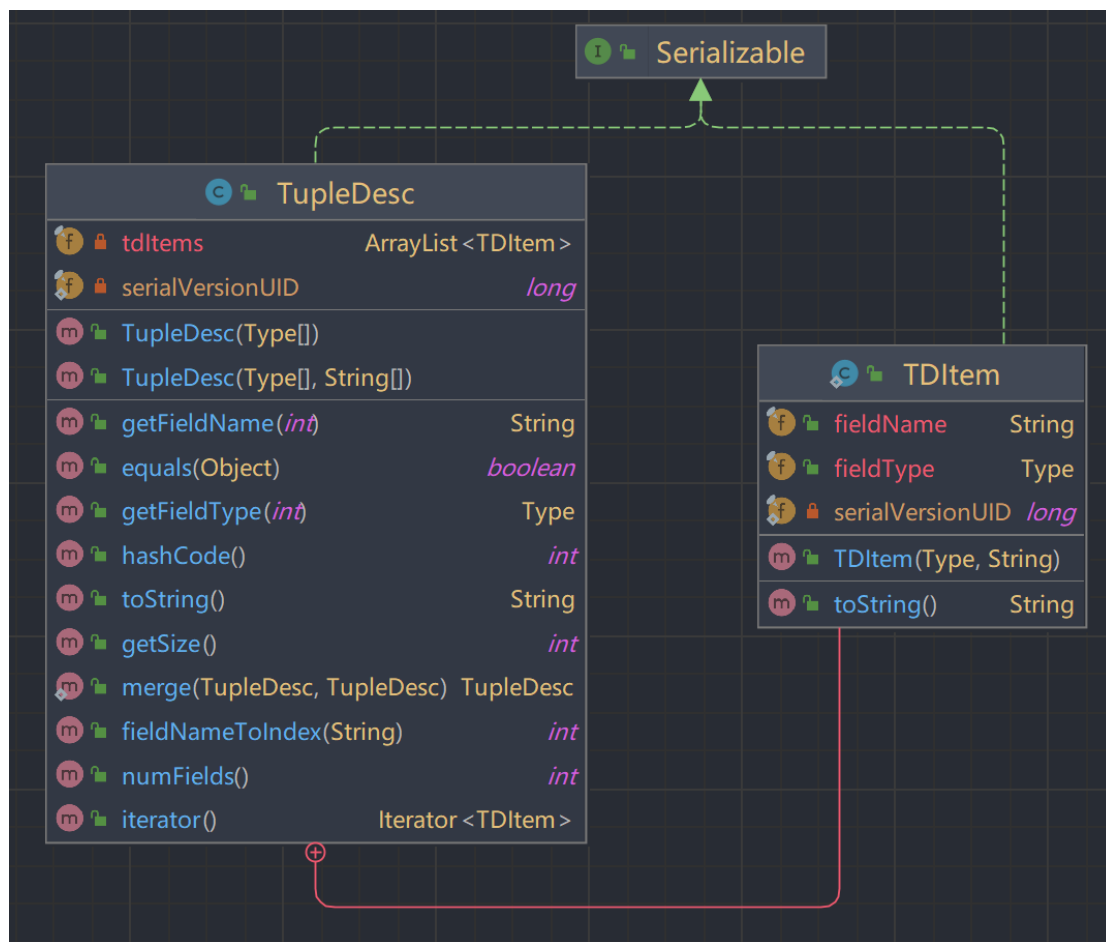 Serializable
TupleDesc
tdItems ArrayList<TDItem>
serialVersionUID long
TupleDesc(Type[])
TupleDesc(Type[], String[])
getFieldName(int) String
equals(Object) boolean
getFieldType(int) Type
hashCode() int
toString() String
getSize() int
merge(TupleDesc, TupleDesc) TupleDesc
fieldNameToIndex(String) int
numFields() int
iterator() Iterator<TDItem>
TDItem
fieldName String
fieldType Type
serialVersionUID long
TDItem(Type, String)
toString() String